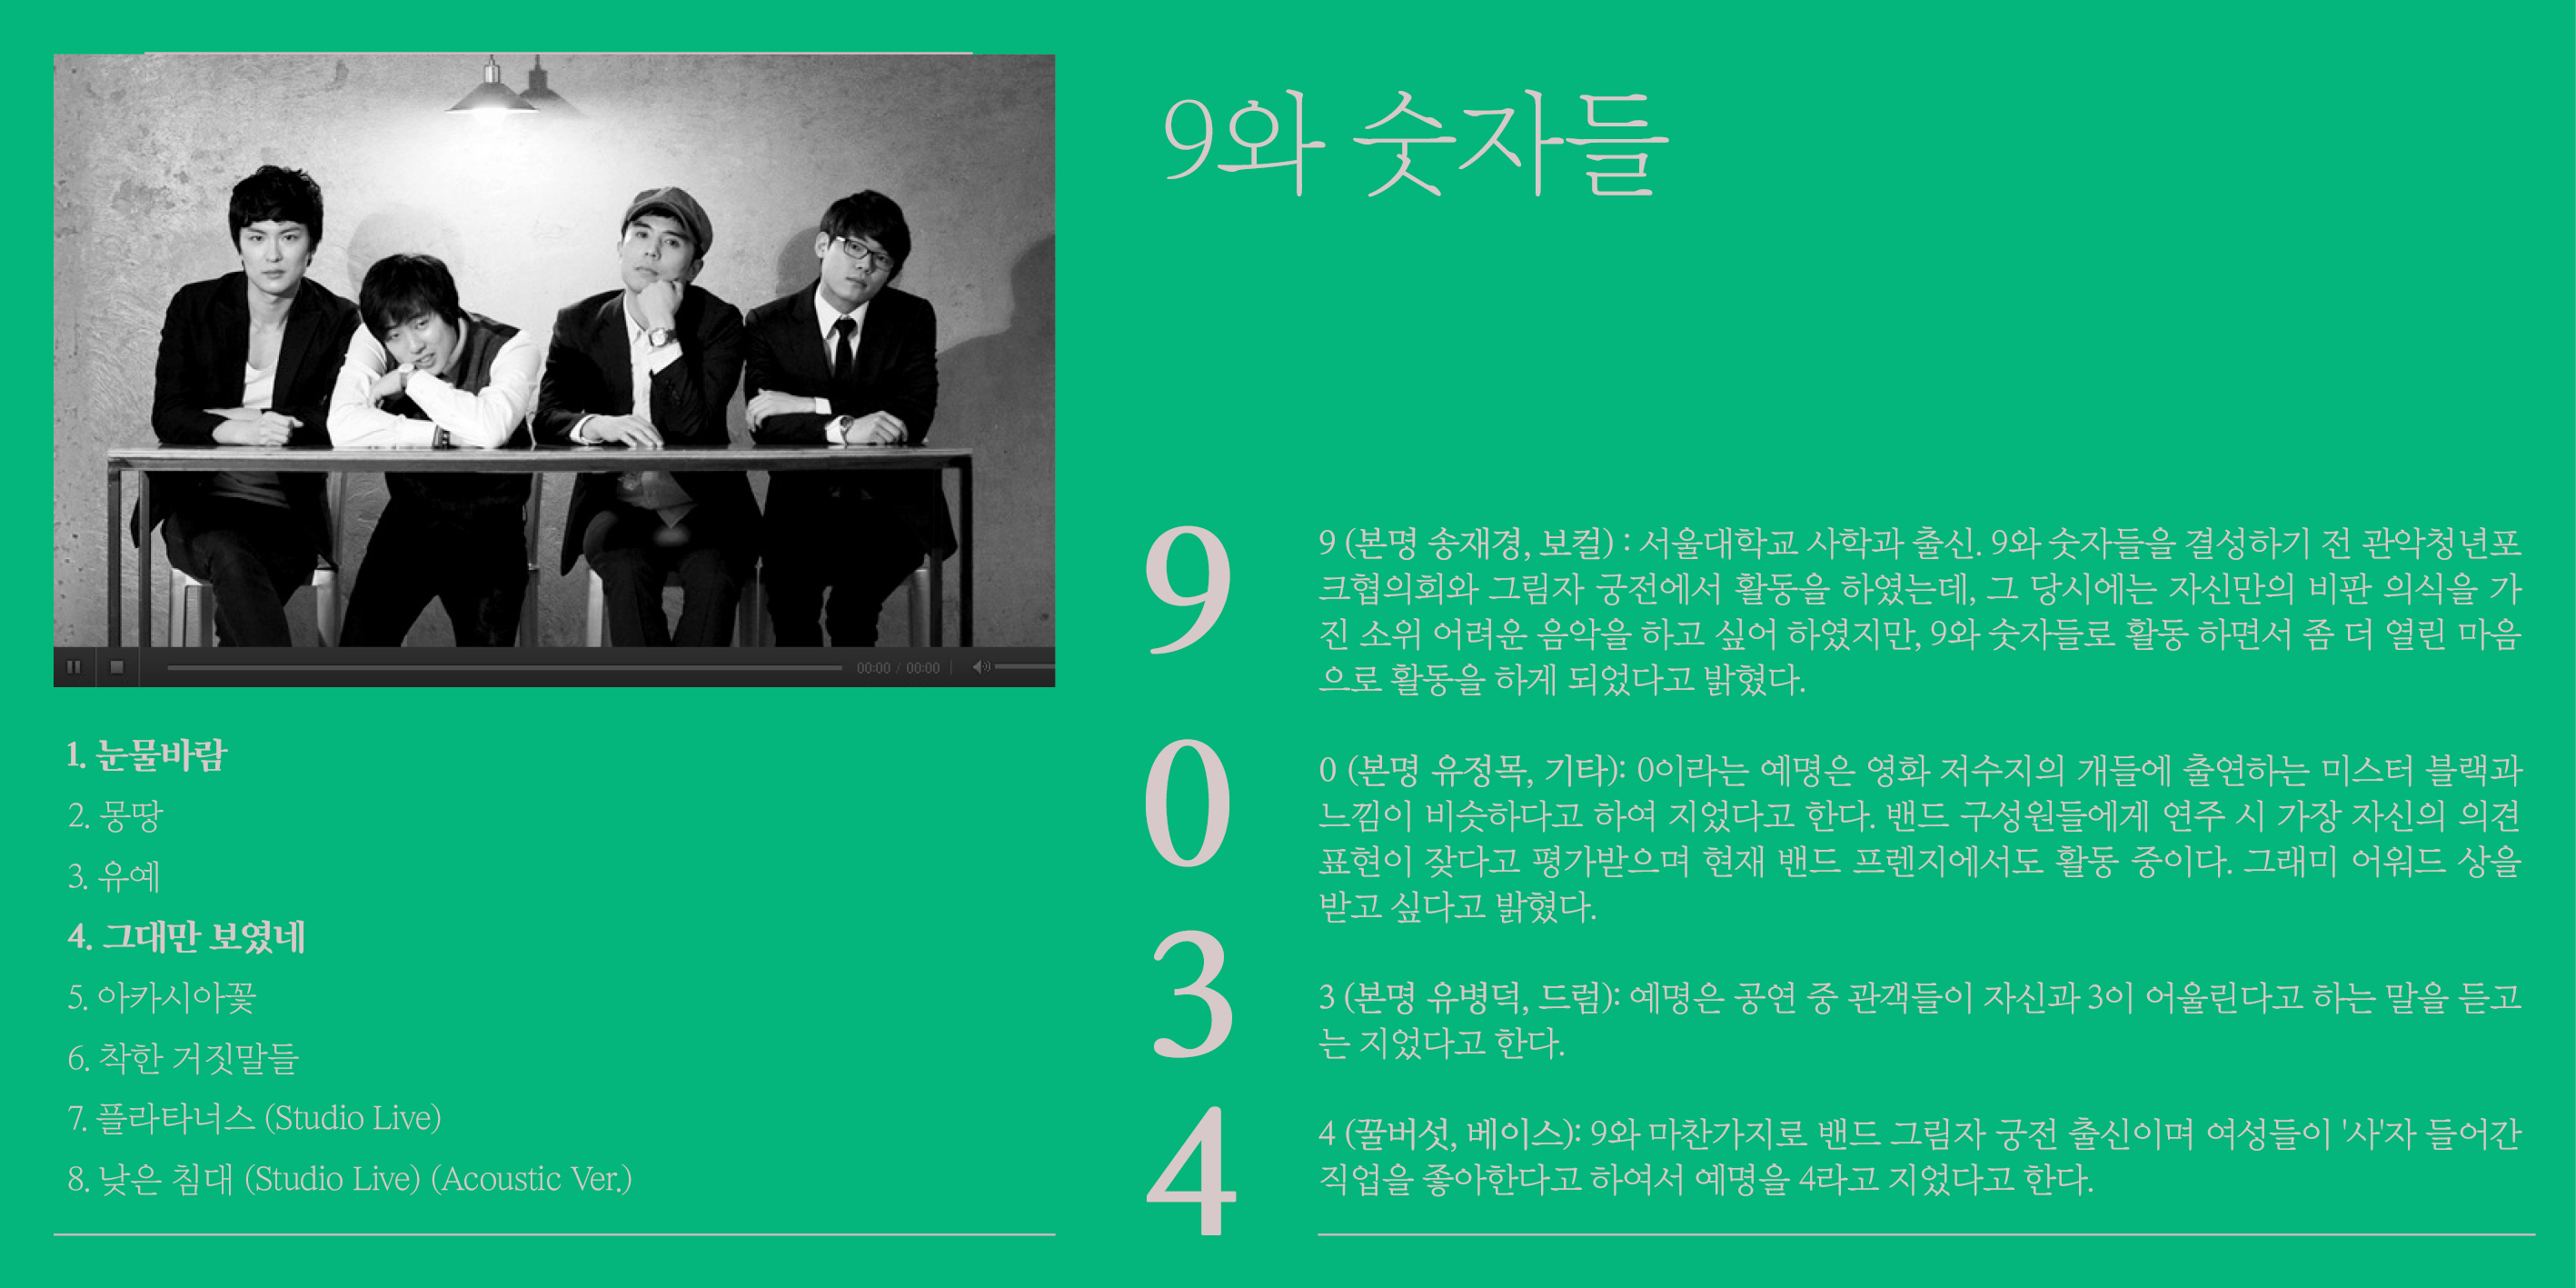 9와 숫자들
00:00 / 00:00
1. 눈물바람
2. 몽땅
3. 유예
4. 그대만 보였네
5. 아카시아꽃
6. 착한 거짓말들
7. 플라타너스 (Studio Live)
8. 낮은 침대 (Studio Live) (Acoustic Ver.)
9
9 (본명 송재경, 보컬) : 서울대학교 사학과 출신. 9와 숫자들을 결성하기 전 관악청년포
크협의회와 그림자 궁전에서 활동을 하였는데, 그 당시에는 자신만의 비판 의식을 가
진 소위 어려운 음악을 하고 싶어 하였지만, 9와 숫자들로 활동 하면서 좀 더 열린 마음
으로 활동을 하게 되었다고 밝혔다.
0
0 (본명 유정목, 기타): 0이라는 예명은 영화 저수지의 개들에 출연하는 미스터 블랙과
느낌이 비슷하다고 하여 지었다고 한다. 밴드 구성원들에게 연주 시 가장 자신의 의견
표현이 잦다고 평가받으며 현재 밴드 프렌지에서도 활동 중이다. 그래미 어워드 상을
받고 싶다고 밝혔다.
3
3 (본명 유병덕, 드럼): 예명은 공연 중 관객들이 자신과 3이 어울린다고 하는 말을 듣고
는 지었다고 한다.
4
4 (꿀버섯, 베이스): 9와 마찬가지로 밴드 그림자 궁전 출신이며 여성들이 '사'자 들어간
직업을 좋아한다고 하여서 예명을 4라고 지었다고 한다.